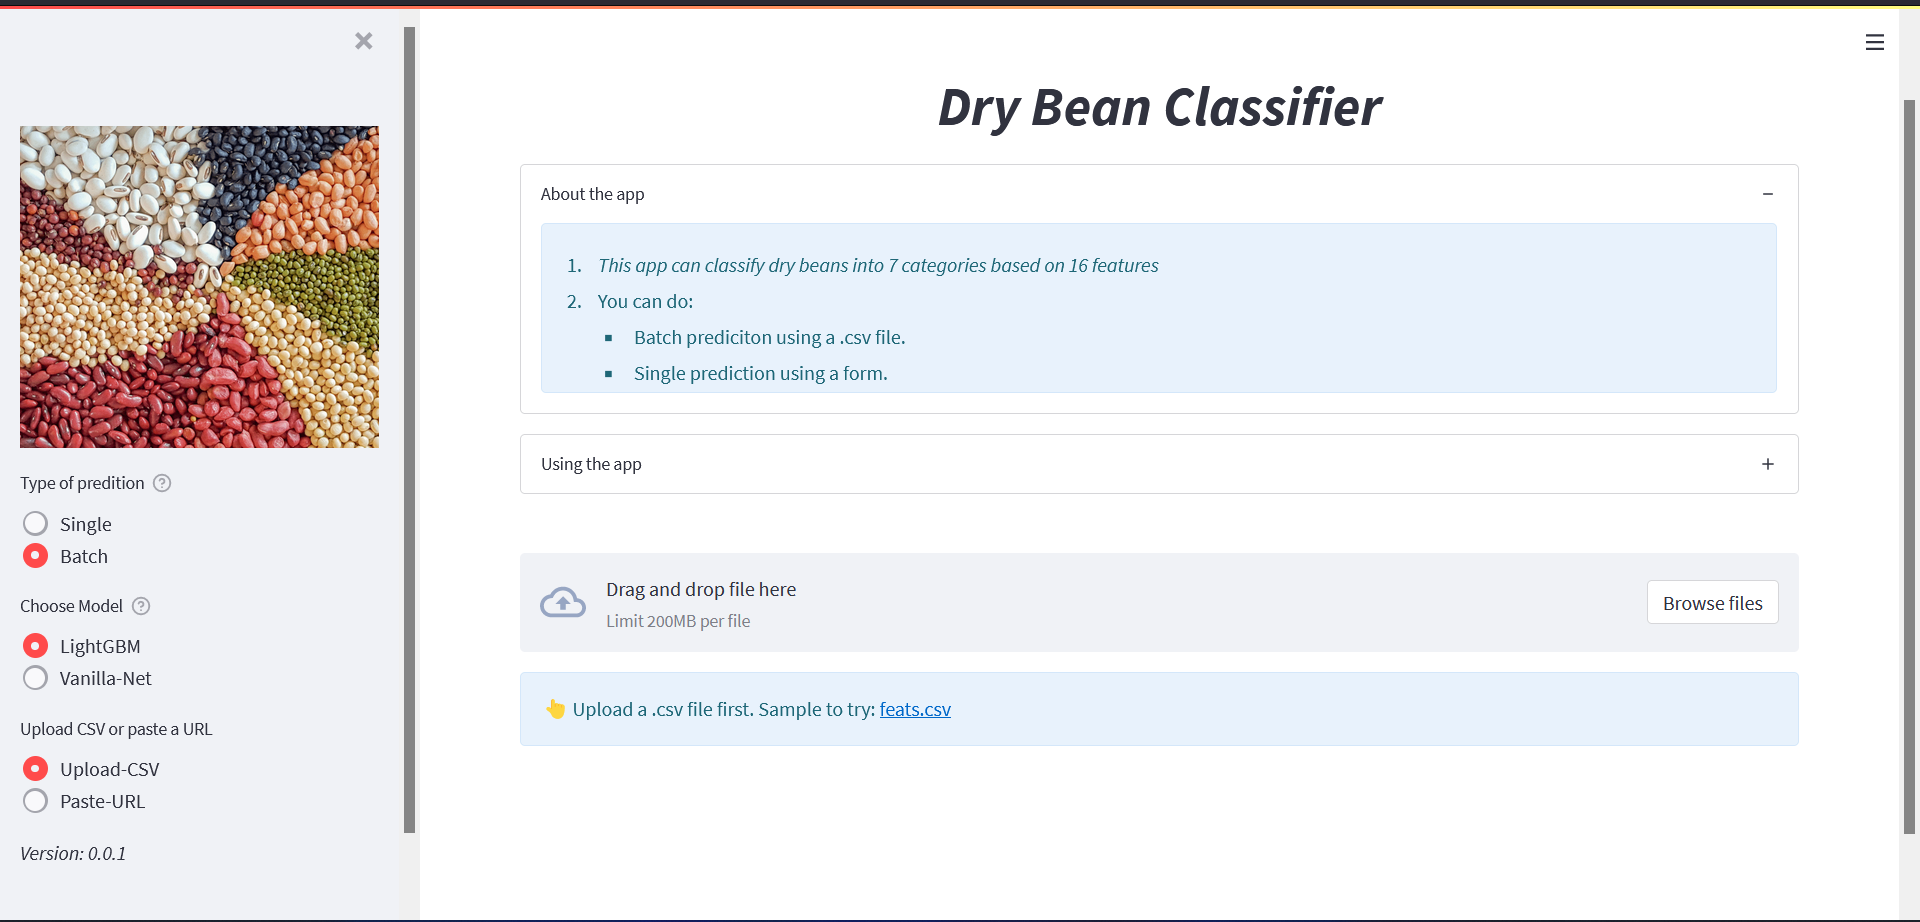 Type of predition
Single
Batch
Choose Model
LightGBM
Vanilla-Net
Upload CSV or paste a URL
Upload-CSV
Paste-URL
Version: 0.0.1
Dry Bean Classifier
About the app
1. This app can classify dry beans into 7 categories based on 16 features
2. You can do:
▪ Batch prediciton using a .csv file.
▪ Single prediction using a form.
Using the app
Drag and drop file here
Limit 200MB per file
Browse files
👆 Upload a .csv file first. Sample to try: feats.csv